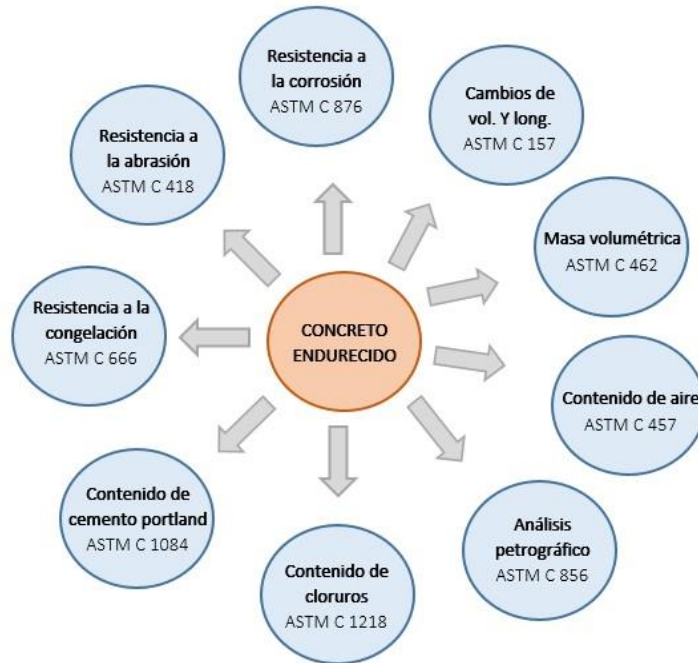 Resistencia a
la corrosión
ASTM C 876
Cambios de
vol. Y long.
ASTM C 157
Resistencia a
la abrasión
ASTM C 418
Masa volumétrica
ASTM C 462
Resistencia a la
congelación
ASTM C 666
CONCRETO
ENDURECIDO
Contenido de aire
ASTM C 457
Contenido de
cemento portland
ASTM C 1084
Análisis
petrográfico
ASTM C 856
Contenido de
cloruros
ASTM C 1218